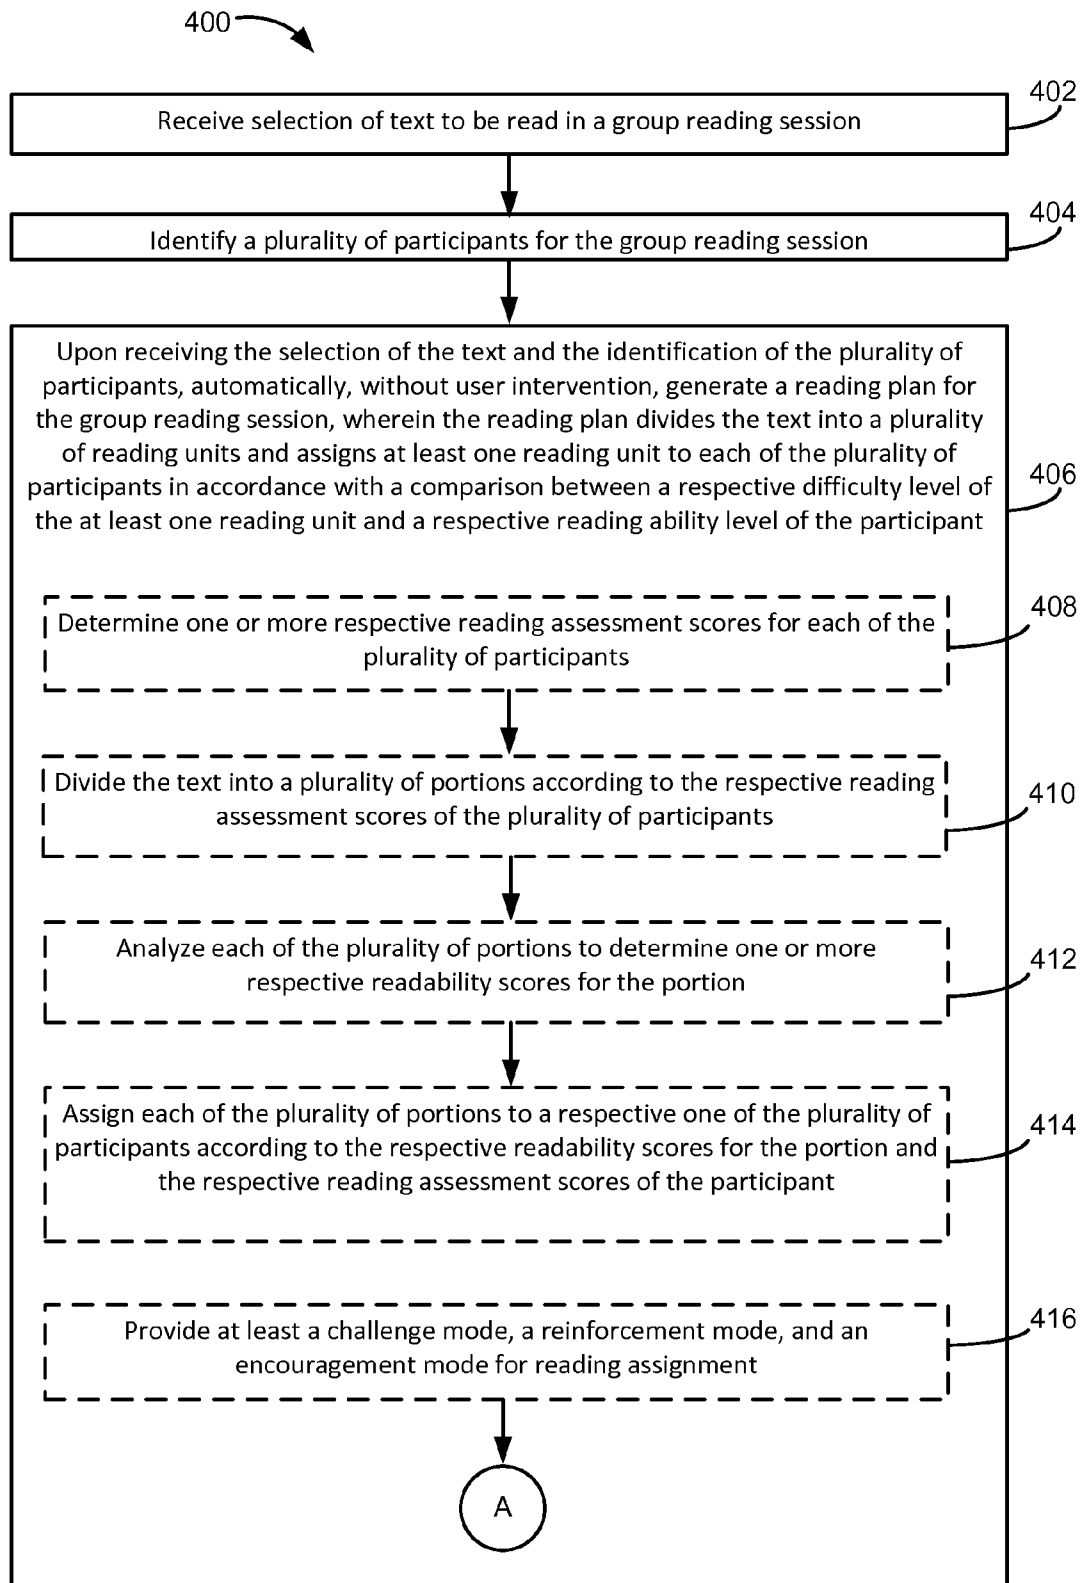 400
402
Receive selection of text to be read in a group reading session
404
Identify a plurality of participants for the group reading session
Upon receiving the selection of the text and the identification of the plurality of
participants, automatically, without user intervention, generate a reading plan for
the group reading session, wherein the reading plan divides the text into a plurality
of reading units and assigns at least one reading unit to each of the plurality of
participants in accordance with a comparison between a respective difficulty level of
the at least one reading unit and a respective reading ability level of the participant
406
408
Determine one or more respective reading assessment scores for each of the
plurality of participants
Divide the text into a plurality of portions according to the respective reading
assessment scores of the plurality of participants
410
Analyze each of the plurality of portions to determine one or more
respective readability scores for the portion
412
Assign each of the plurality of portions to a respective one of the plurality of
participants according to the respective readability scores for the portion and
the respective reading assessment scores of the participant
414
416
Provide at least a challenge mode, a reinforcement mode, and an
encouragement mode for reading assignment
A